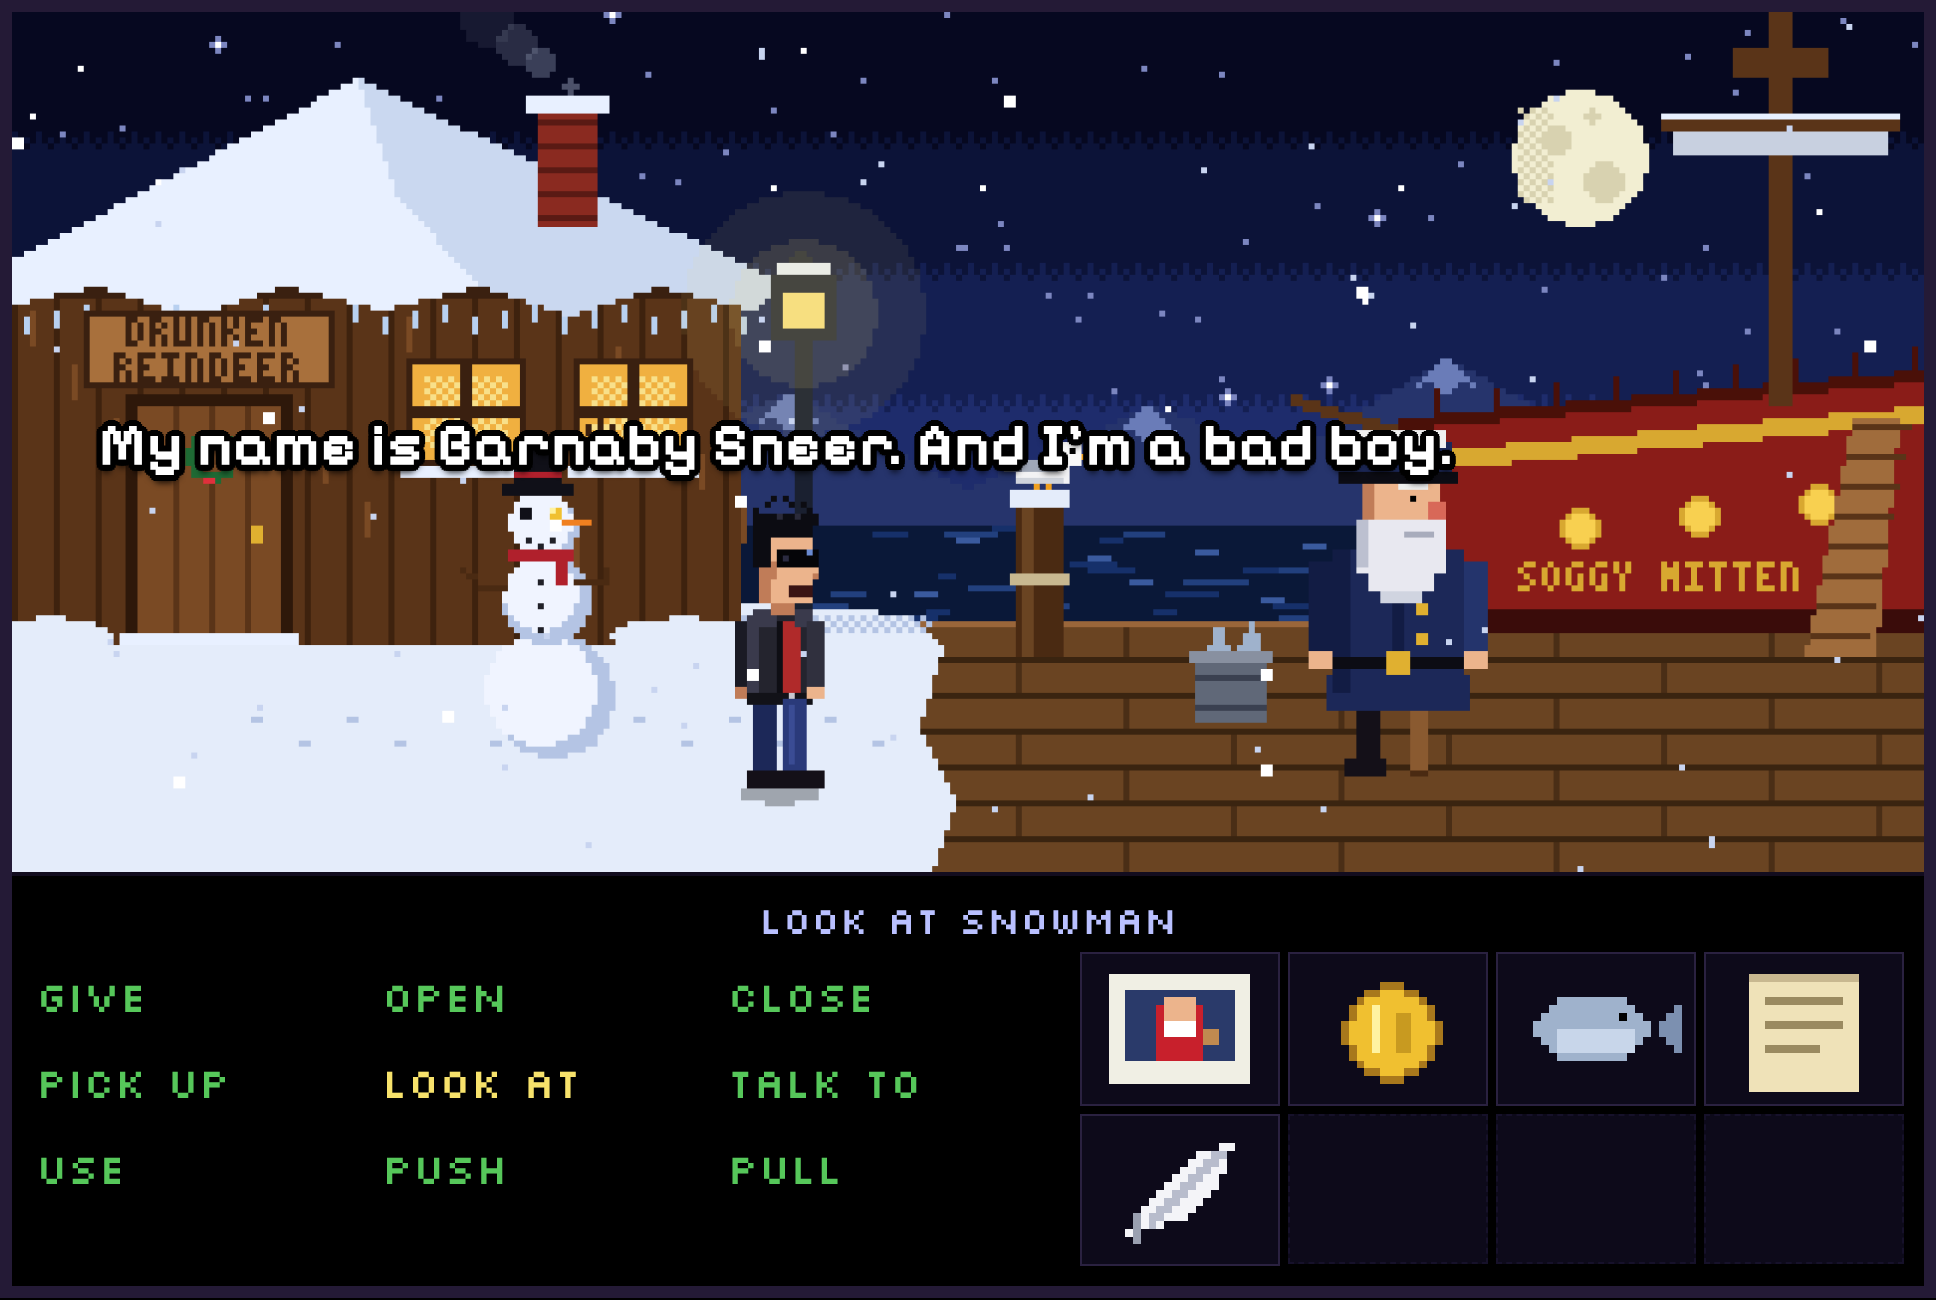 DRUNKEN
REINDEER
My name is Barnaby Sneer. And I'm a bad boy.
SOGGY MITTEN
LOOK AT SNOWMAN
GIVE OPEN CLOSE
PICK UP LOOK AT TALK TO
USE PUSH PULL